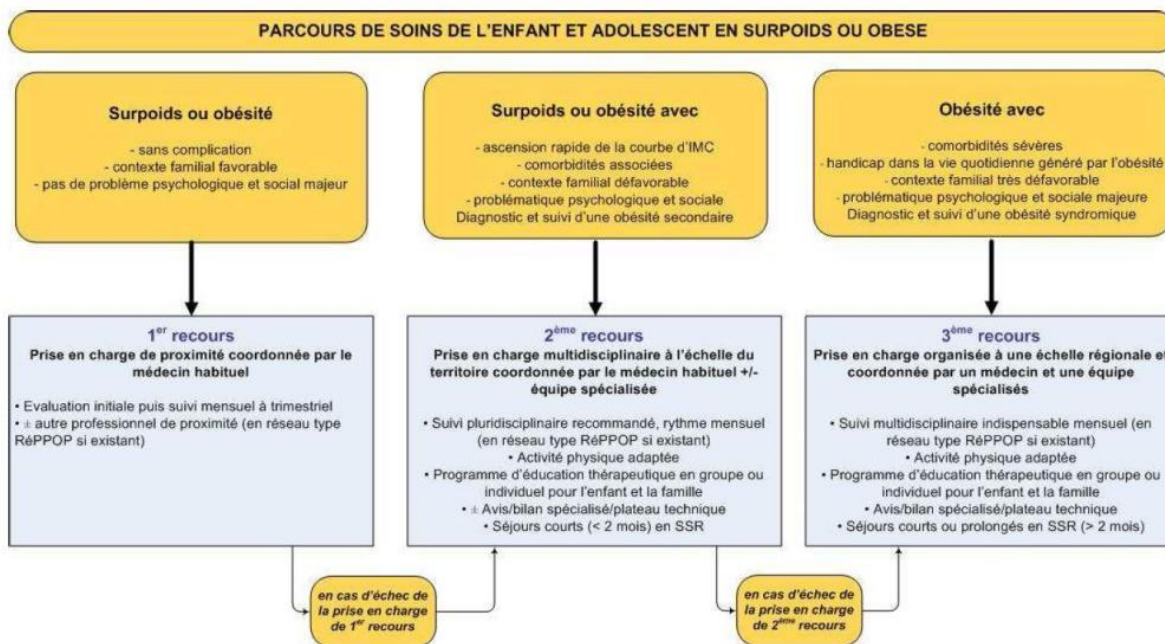 PARCOURS DE SOINS DE L'ENFANT ET ADOLESCENT EN SURPOIDS OU OBESE
Surpoids ou obésité
- sans complication
- contexte familial favorable
- pas de problème psychologique et social majeur
Surpoids ou obésité avec
- ascension rapide de la courbe d'IMC
- comorbidités associées
- contexte familial défavorable
- problématique psychologique et sociale
Diagnostic et suivi d'une obésité secondaire
Obésité avec
- comorbidités sévères
- handicap dans la vie quotidienne généré par l'obésité
- contexte familial très défavorable
- problématique psychologique et sociale majeure
Diagnostic et suivi d'une obésité syndromique
1er recours
Prise en charge de proximité coordonnée par le
médecin habituel
• Evaluation initiale puis suivi mensuel à trimestriel
• ± autre professionnel de proximité (en réseau type
RéPPOP si existant)
2ème recours
Prise en charge multidisciplinaire à l'échelle du
territoire coordonnée par le médecin habituel +/-
équipe spécialisée
• Suivi pluridisciplinaire recommandé, rythme mensuel
(en réseau type RéPPOP si existant)
• Activité physique adaptée
• Programme d'éducation thérapeutique en groupe ou
individuel pour l'enfant et la famille
• ± Avis/bilan spécialisé/plateau technique
• Séjours courts (< 2 mois) en SSR
3ème recours
Prise en charge organisée à une échelle régionale et
coordonnée par un médecin et une équipe
spécialisés
• Suivi multidisciplinaire indispensable mensuel (en
réseau type RéPPOP si existant)
• Activité physique adaptée
• Programme d'éducation thérapeutique en groupe ou
individuel pour l'enfant et la famille
• Avis/bilan spécialisé/plateau technique
• Séjours courts ou prolongés en SSR (> 2 mois)
en cas d'échec de
la prise en charge
de 1er recours
en cas d'échec de
la prise en charge
de 2ème recours